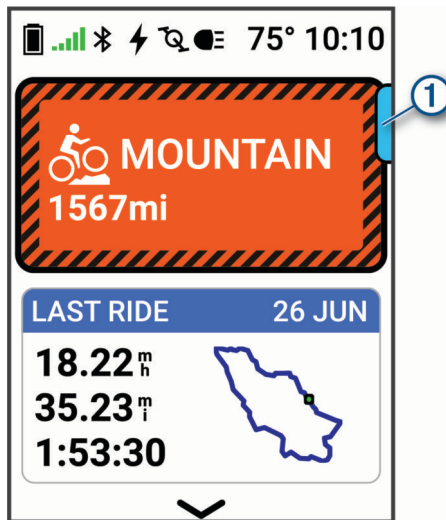 75° 10:10
1
MOUNTAIN
1567mi
LAST RIDE 26 JUN
18.22 mh
35.23 mi
1:53:30